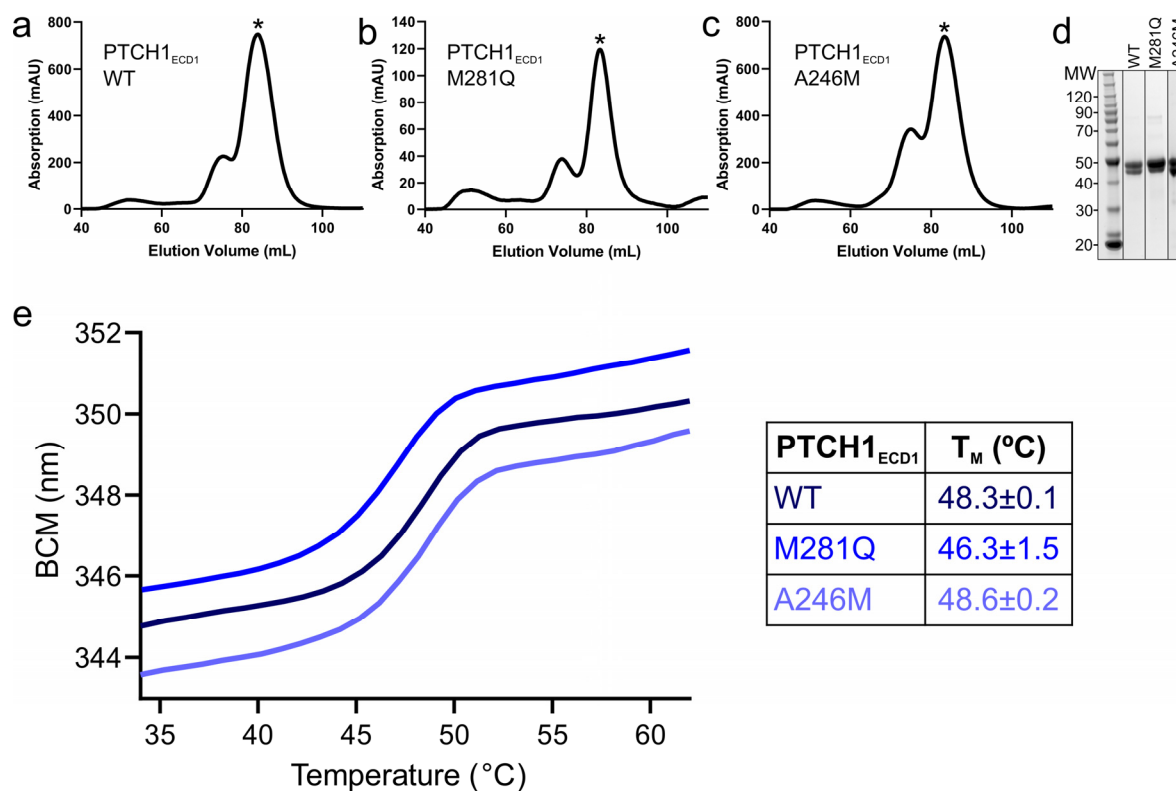 a
800
600
400
200
0
Absorption (mAU)
PTCH1ECD1
WT
*
40 60 80 100
Elution Volume (mL)
b
140
120
100
80
60
40
20
0
Absorption (mAU)
PTCH1ECD1
M281Q
*
40 60 80 100
Elution Volume (mL)
c
800
600
400
200
0
Absorption (mAU)
PTCH1ECD1
A246M
*
40 60 80 100
Elution Volume (mL)
d
MW
WT
M281Q
A246M
120
90
70
50
40
30
20
e
352
350
348
346
344
BCM (nm)
35 40 45 50 55 60
Temperature (°C)
PTCH1ECD1 TM (ºC)
WT 48.3±0.1
M281Q 46.3±1.5
A246M 48.6±0.2